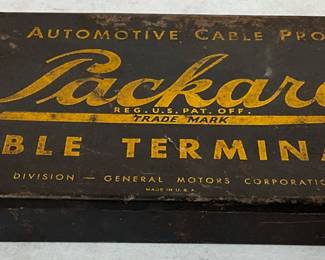 AUTOMOTIVE CABLE PRO
Packar
REG. U.S. PAT. OFF.
TRADE MARK
BLE TERMINA
DIVISION – GENERAL MOTORS CORPORATIO
MADE IN U.S.A.